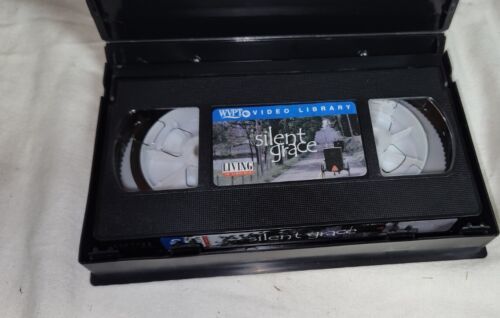 WVPT VIDEO LIBRARY
silent
grace
LIVING
silent grace